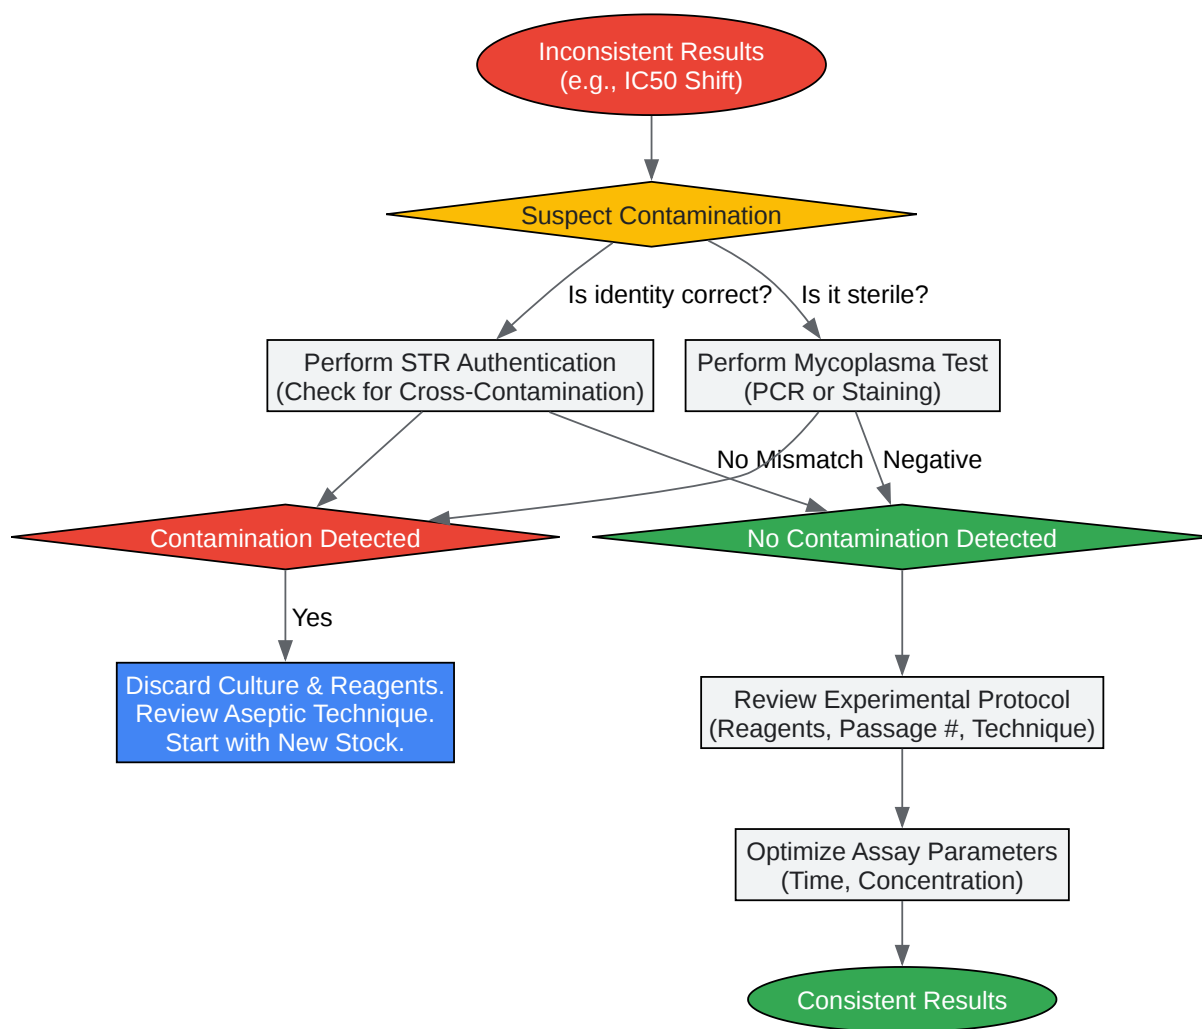 Inconsistent Results
(e.g., IC50 Shift)
Suspect Contamination
Is identity correct?
Is it sterile?
Perform STR Authentication
(Check for Cross-Contamination)
Perform Mycoplasma Test
(PCR or Staining)
No Mismatch
Negative
Contamination Detected
No Contamination Detected
Yes
Discard Culture & Reagents.
Review Aseptic Technique.
Start with New Stock.
Review Experimental Protocol
(Reagents, Passage #, Technique)
Optimize Assay Parameters
(Time, Concentration)
Consistent Results